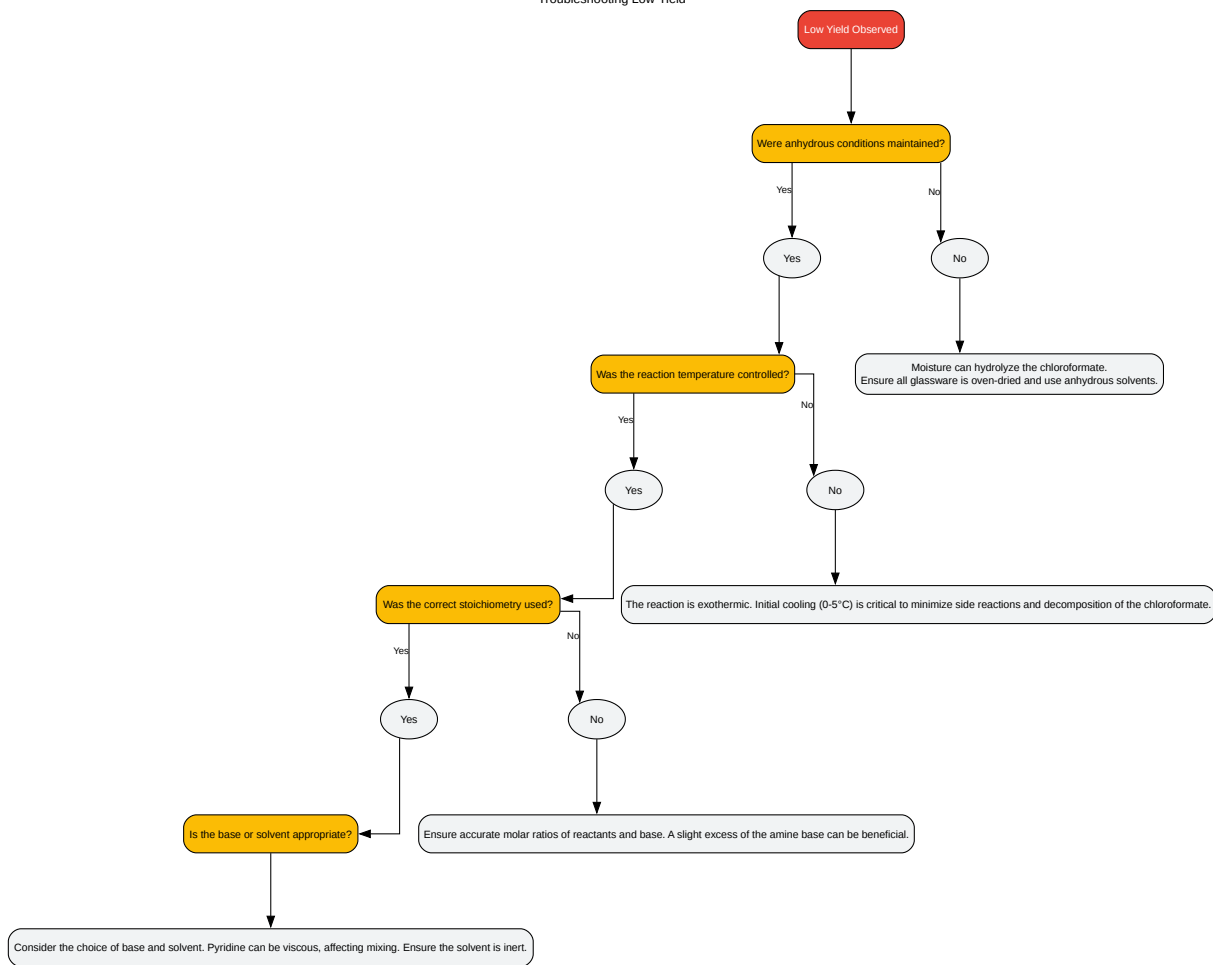 Troubleshooting Low Yield
Low Yield Observed
Were anhydrous conditions maintained?
Yes
No
Yes
No
Was the reaction temperature controlled?
Moisture can hydrolyze the chloroformate.
Ensure all glassware is oven-dried and use anhydrous solvents.
Yes
No
Yes
No
Was the correct stoichiometry used?
The reaction is exothermic. Initial cooling (0-5°C) is critical to minimize side reactions and decomposition of the chloroformate.
Yes
No
Yes
No
Is the base or solvent appropriate?
Ensure accurate molar ratios of reactants and base. A slight excess of the amine base can be beneficial.
Consider the choice of base and solvent. Pyridine can be viscous, affecting mixing. Ensure the solvent is inert.